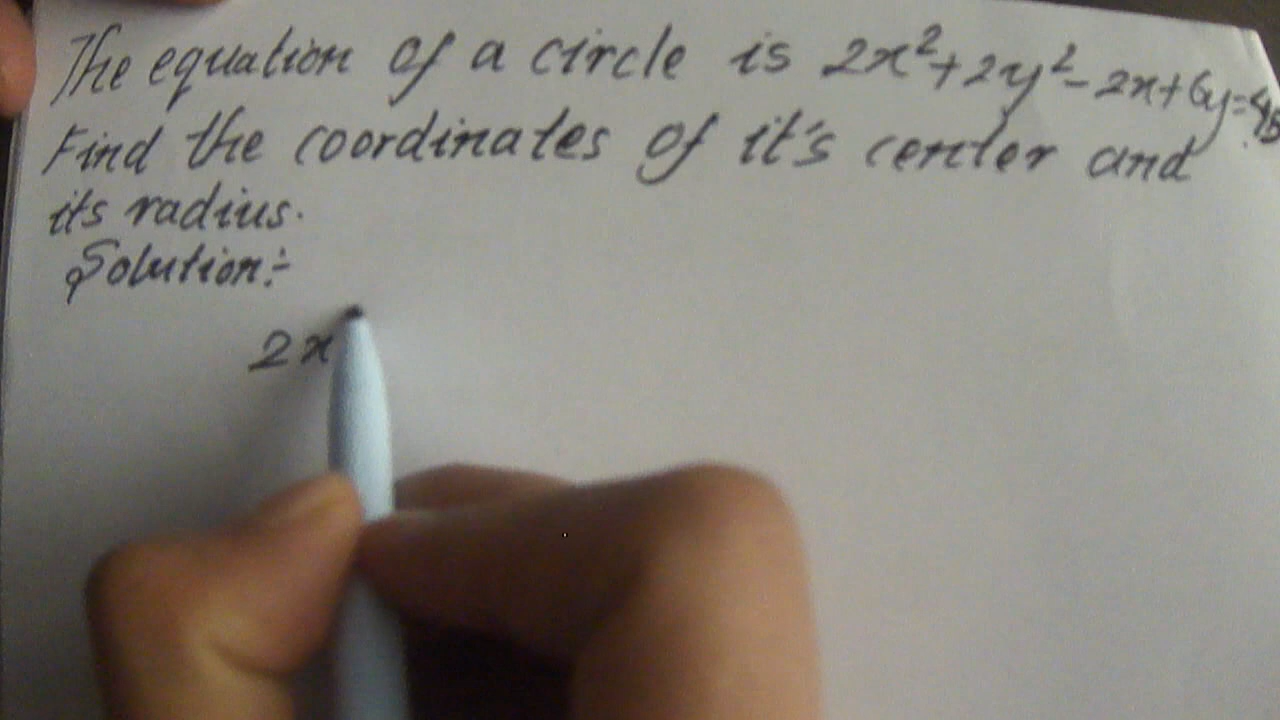 The equation of a circle is 2x²+2y²-2x+6y=45
Find the coordinates of it's center and
its radius.
Solution:-
2x